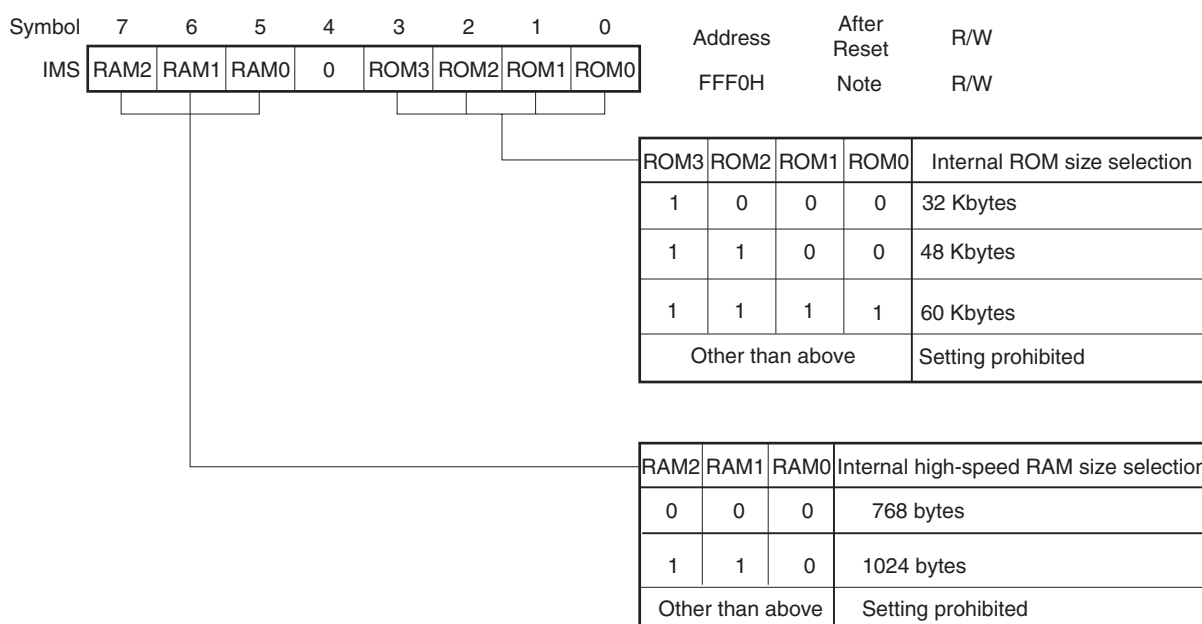 Symbol 7 6 5 4 3 2 1 0 Address After Reset R/W
IMS RAM2 RAM1 RAM0 0 ROM3 ROM2 ROM1 ROM0 FFF0H Note R/W
ROM3 ROM2 ROM1 ROM0 Internal ROM size selection
1 0 0 0 32 Kbytes
1 1 0 0 48 Kbytes
1 1 1 1 60 Kbytes
Other than above Setting prohibited
RAM2 RAM1 RAM0 Internal high-speed RAM size selection
0 0 0 768 bytes
1 1 0 1024 bytes
Other than above Setting prohibited